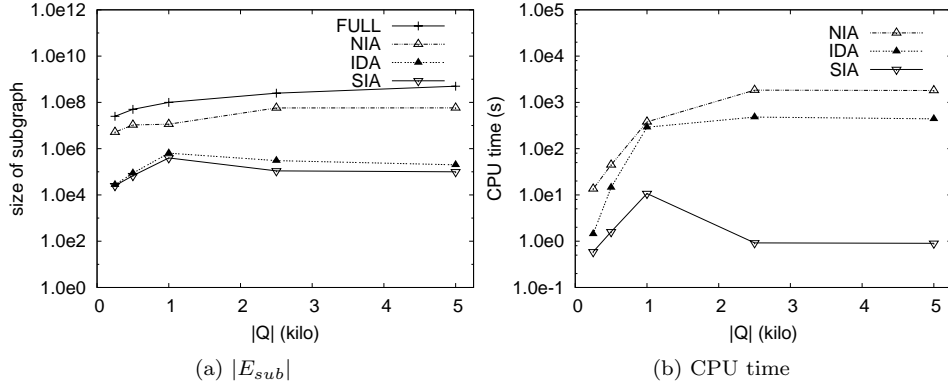 1.0e12
1.0e10
1.0e8
1.0e6
1.0e4
1.0e2
1.0e0
size of subgraph
0 1 2 3 4 5
|Q| (kilo)
FULL
NIA
IDA
SIA
(a) |E_sub|
1.0e5
1.0e4
1.0e3
1.0e2
1.0e1
1.0e0
1.0e-1
CPU time (s)
0 1 2 3 4 5
|Q| (kilo)
NIA
IDA
SIA
(b) CPU time